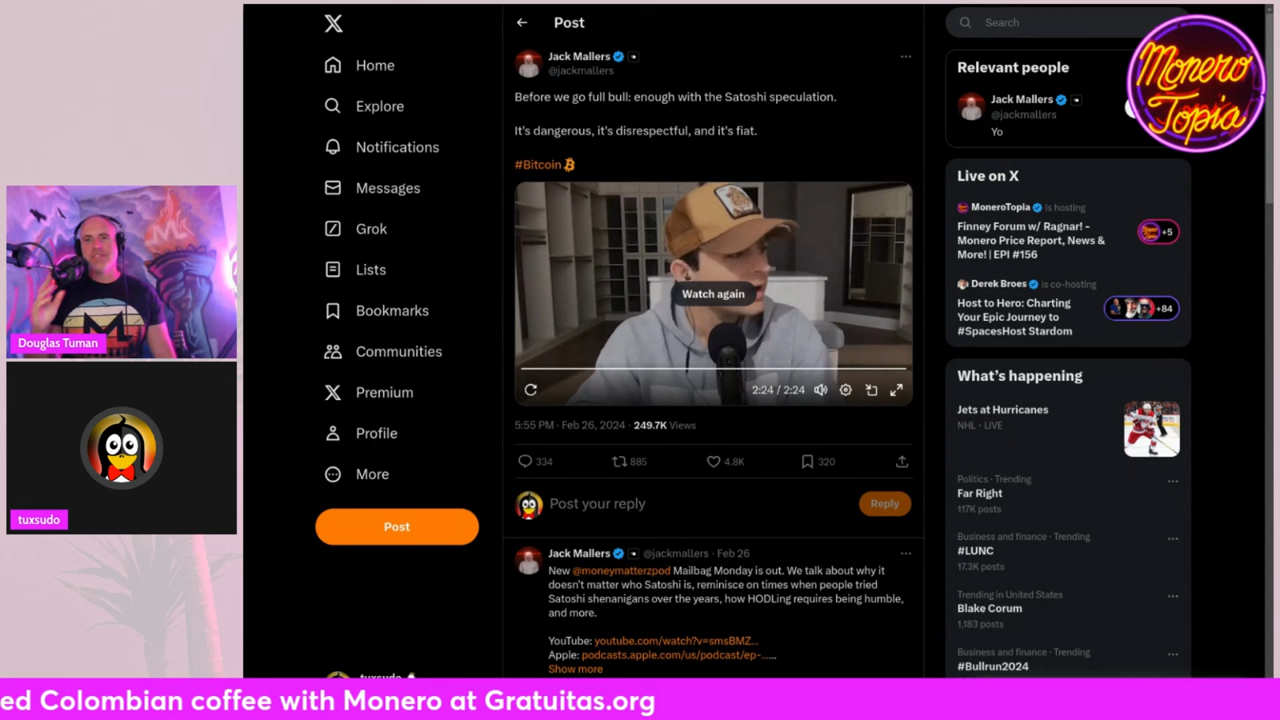 Douglas Tuman
tuxsudo
Home
Explore
Notifications
Messages
Grok
Lists
Bookmarks
Communities
Premium
Profile
More
Post
tuxsudo
Post
Jack Mallers
@jackmallers
Before we go full bull: enough with the Satoshi speculation.
It's dangerous, it's disrespectful, and it's fiat.
#Bitcoin
Watch again
2:24 / 2:24
5:55 PM · Feb 26, 2024 · 249.7K Views
334
885
4.8K
320
Post your reply
Reply
Jack Mallers @jackmallers · Feb 26
New @moneymatterzpod Mailbag Monday is out. We talk about why it
doesn't matter who Satoshi is, reminisce on times when people tried
Satoshi shenanigans over the years, how HODLing requires being humble,
and more.
YouTube: youtube.com/watch?v=smsBMZ...
Apple: podcasts.apple.com/us/podcast/ep-......
Show more
Search
Monero
Topia
Relevant people
Jack Mallers
@jackmallers
Yo
Live on X
MoneroTopia is hosting
Finney Forum w/ Ragnar! -
Monero Price Report, News &
More! | EPI #156
+5
Derek Broes is co-hosting
Host to Hero: Charting
Your Epic Journey to
#SpacesHost Stardom
+84
What's happening
Jets at Hurricanes
NHL · LIVE
Politics · Trending
Far Right
117K posts
Business and finance · Trending
#LUNC
17.3K posts
Trending in United States
Blake Corum
1,183 posts
Business and finance · Trending
#Bullrun2024
ed Colombian coffee with Monero at Gratuitas.org